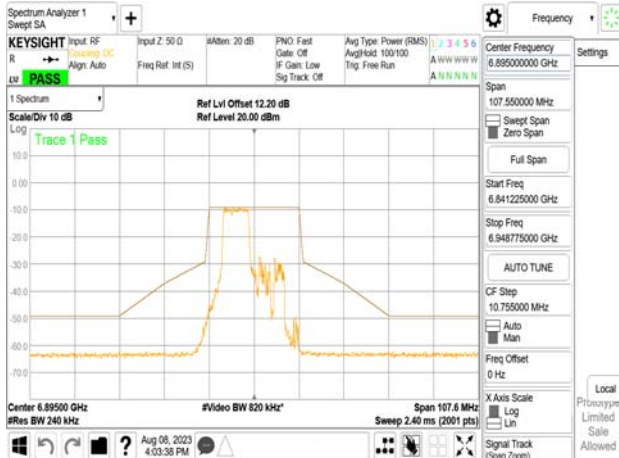 Spectrum Analyzer 1
Swept SA
+
Frequency
KEYSIGHT
R
LV PASS
Input: RF
Coupling: DC
Align: Auto
Input Z: 50 Ω
Freq Ref: Int (S)
#Atten: 20 dB
PNO: Fast
Gate: Off
IF Gain: Low
Sig Track: Off
Avg Type: Power (RMS)
Avg|Hold: 100/100
Trig: Free Run
1 2 3 4 5 6
A W W W W W
A N N N N N
1 Spectrum
Scale/Div 10 dB
Log
Ref Lvl Offset 12.20 dB
Ref Level 20.00 dBm
Trace 1 Pass
10.0
0.00
-10.0
-20.0
-30.0
-40.0
-50.0
-60.0
-70.0
Center 6.89500 GHz
#Res BW 240 kHz
#Video BW 820 kHz*
Span 107.6 MHz
Sweep 2.40 ms (2001 pts)
?
Aug 08, 2023
4:03:38 PM
Center Frequency
6.895000000 GHz
Settings
Span
107.550000 MHz
Swept Span
Zero Span
Full Span
Start Freq
6.841225000 GHz
Stop Freq
6.948775000 GHz
AUTO TUNE
CF Step
10.755000 MHz
Auto
Man
Freq Offset
0 Hz
X Axis Scale
Log
Lin
Signal Track
(Span Zoom)
Local
Prototype
Limited
Sale
Allowed